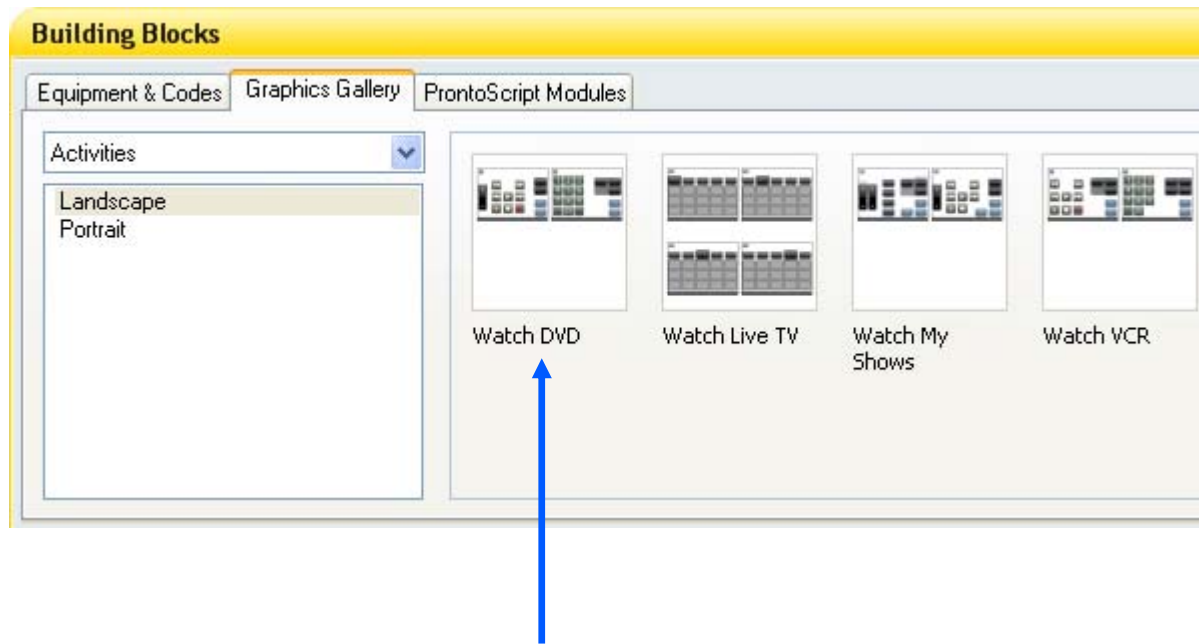 Building Blocks
Equipment & Codes
Graphics Gallery
ProntoScript Modules
Activities
Landscape
Portrait
Watch DVD
Watch Live TV
Watch My
Shows
Watch VCR